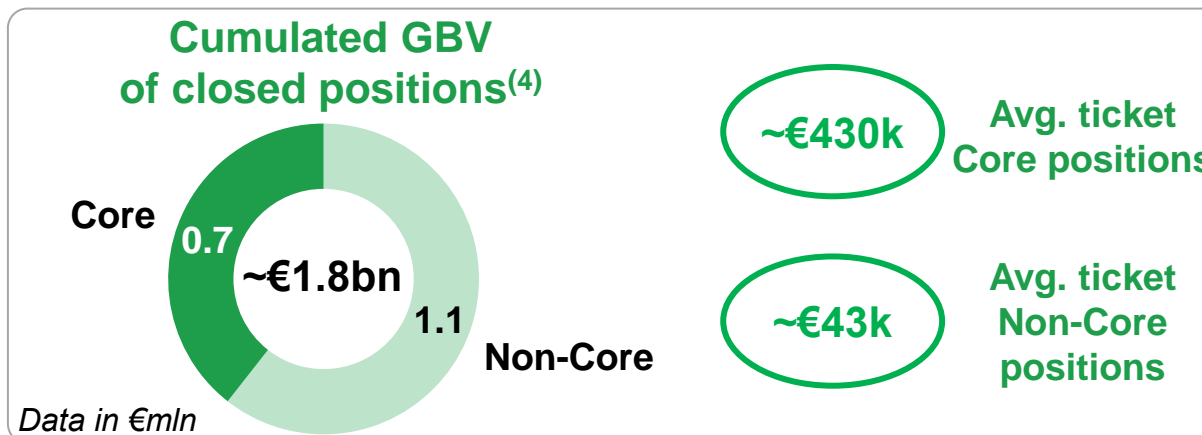 Cumulated GBV
of closed positions(4)
Core
0.7
~€1.8bn
1.1
Non-Core
Data in €mln
~€430k
Avg. ticket
Core positions
~€43k
Avg. ticket
Non-Core
positions